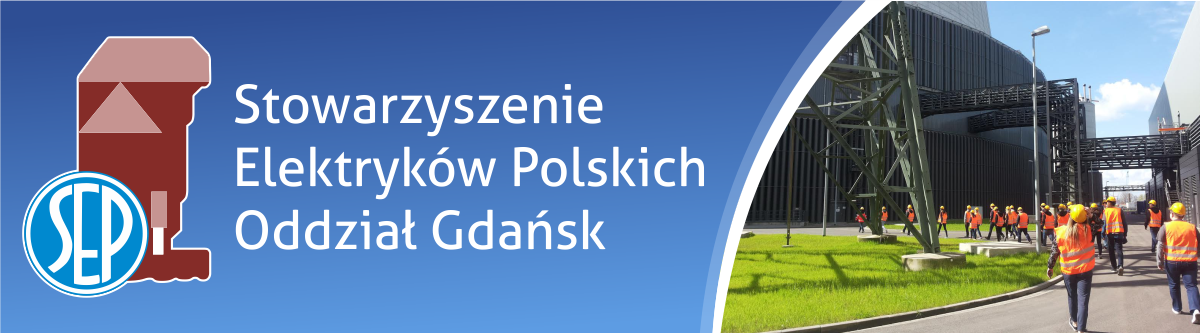 Stowarzyszenie
Elektryków Polskich
Oddział Gdańsk
SEP